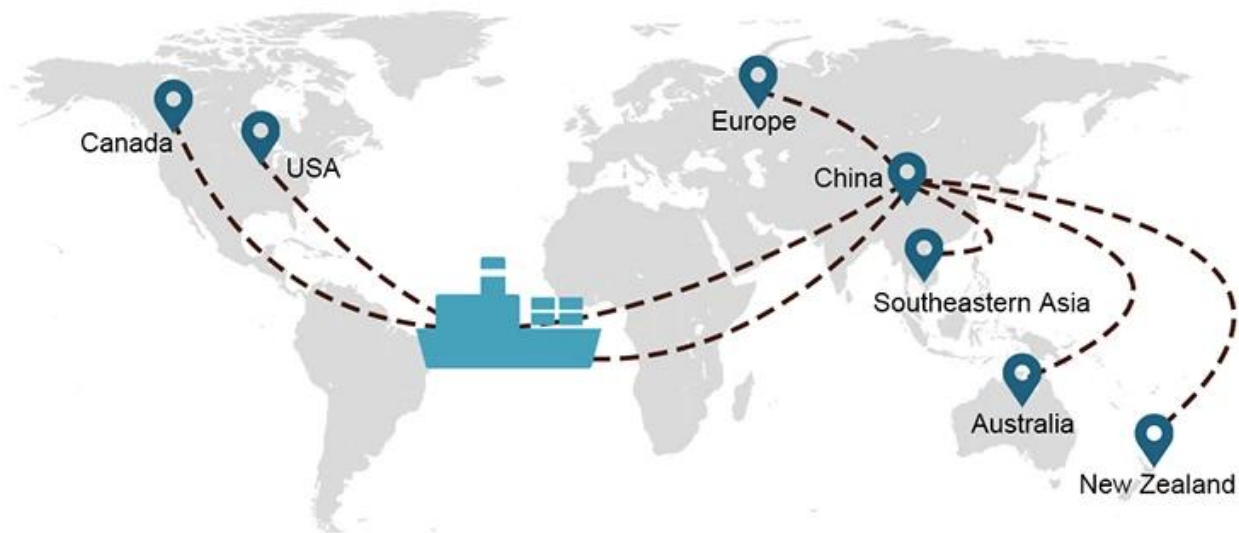 Canada
USA
Europe
China
Southeastern Asia
Australia
New Zealand